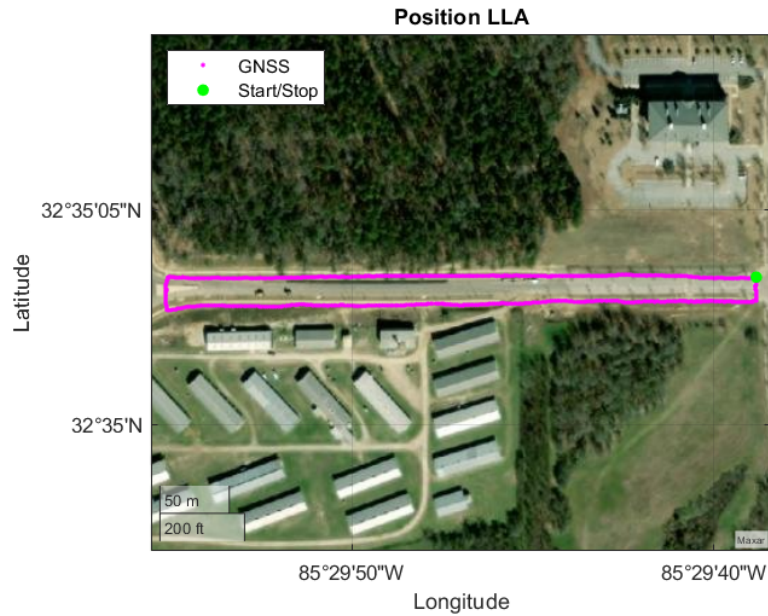 Position LLA
GNSS
Start/Stop
32°35'05"N
Latitude
32°35'N
50 m
200 ft
Maxar
85°29'50"W
85°29'40"W
Longitude